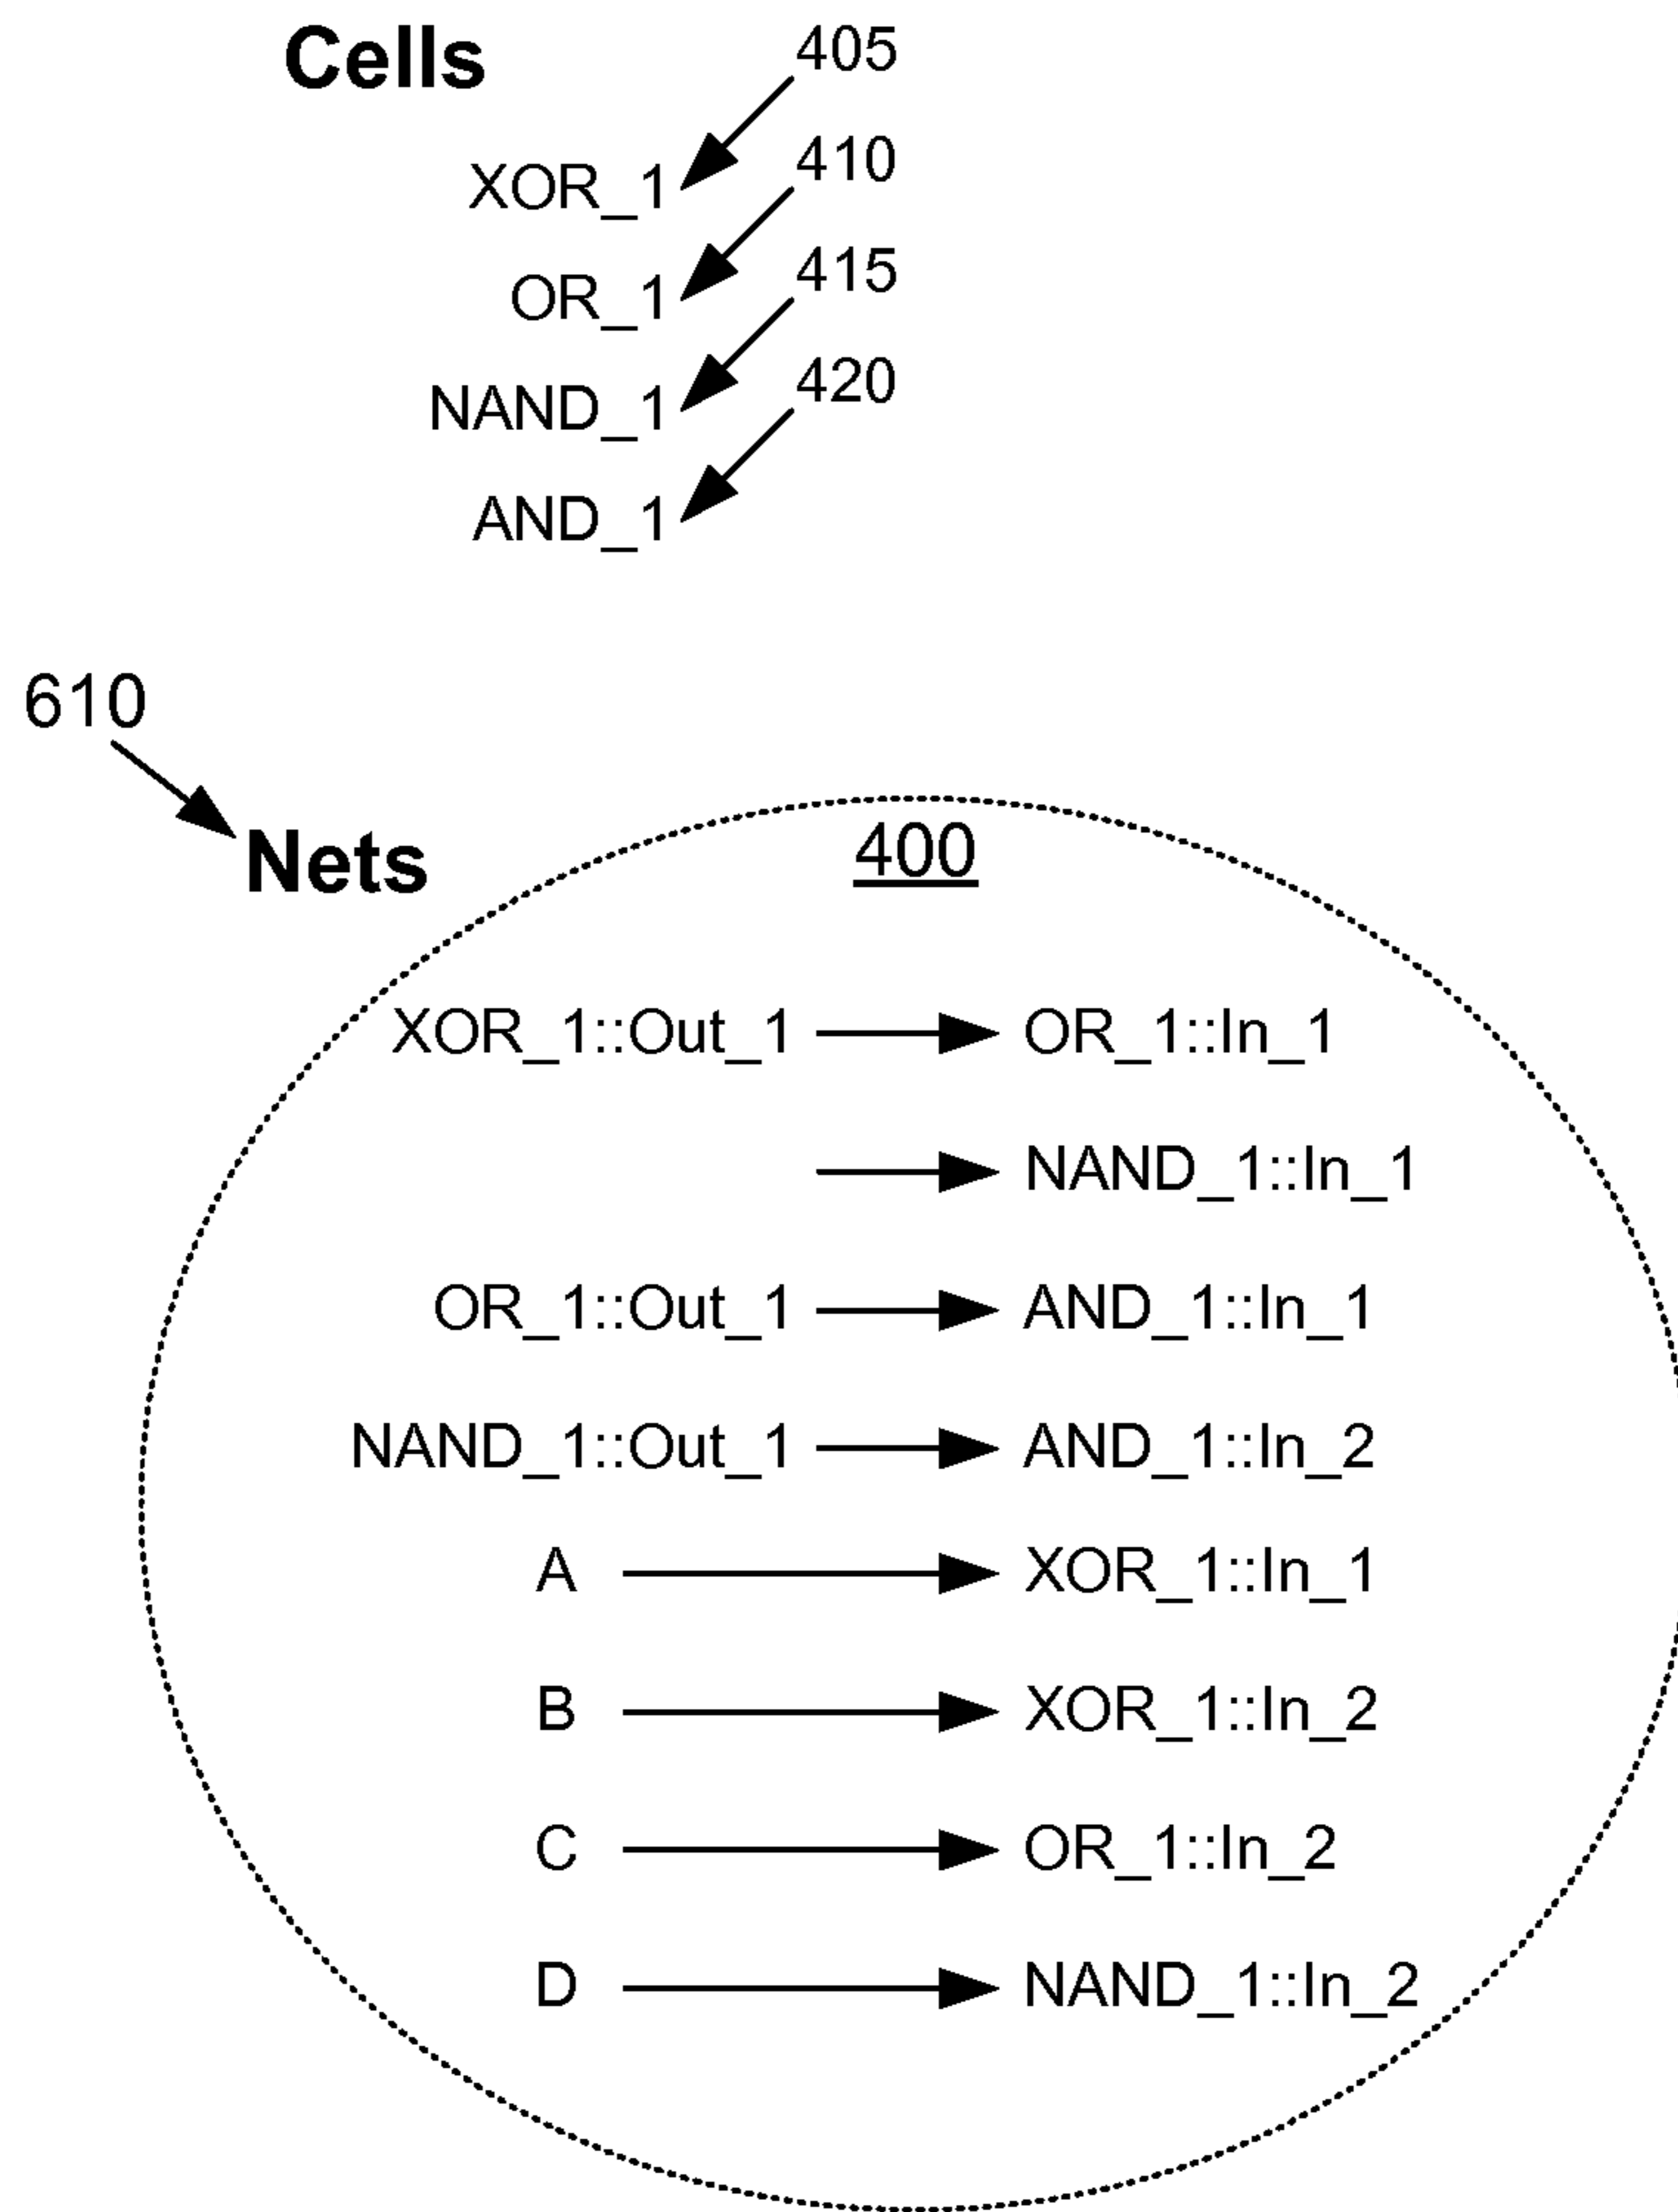 Cells
405
XOR_1
410
OR_1
415
NAND_1
420
AND_1
610
Nets
400
XOR_1::Out_1 OR_1::In_1
NAND_1::In_1
OR_1::Out_1 AND_1::In_1
NAND_1::Out_1 AND_1::In_2
A XOR_1::In_1
B XOR_1::In_2
C OR_1::In_2
D NAND_1::In_2